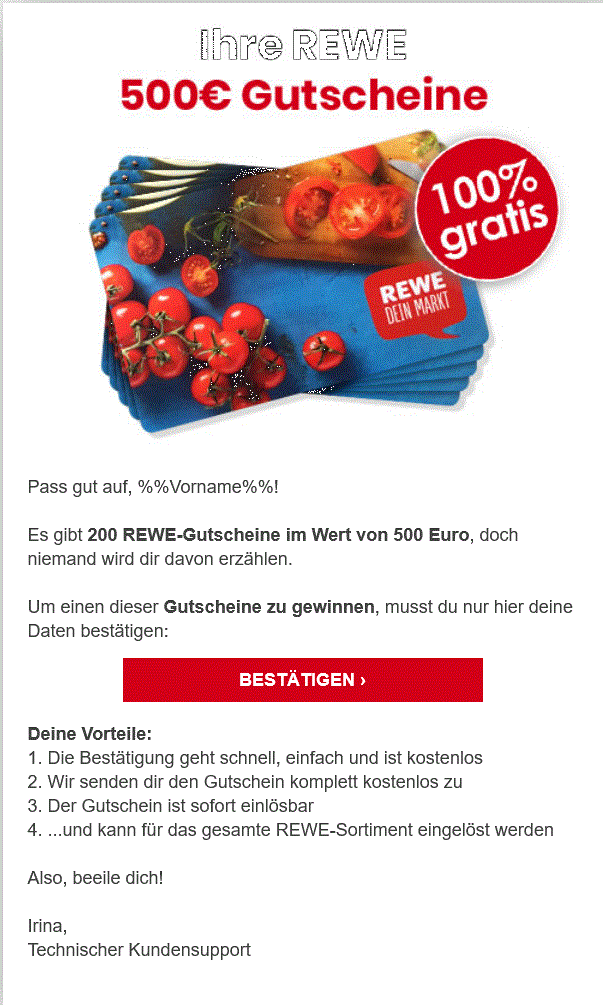 Ihre REWE
500€ Gutscheine
100%
gratis
REWE
DEIN MARKT
Pass gut auf, %%Vorname%%!
Es gibt 200 REWE-Gutscheine im Wert von 500 Euro, doch
niemand wird dir davon erzählen.
Um einen dieser Gutscheine zu gewinnen, musst du nur hier deine
Daten bestätigen:
BESTÄTIGEN ›
Deine Vorteile:
1. Die Bestätigung geht schnell, einfach und ist kostenlos
2. Wir senden dir den Gutschein komplett kostenlos zu
3. Der Gutschein ist sofort einlösbar
4. ...und kann für das gesamte REWE-Sortiment eingelöst werden
Also, beeile dich!
Irina,
Technischer Kundensupport